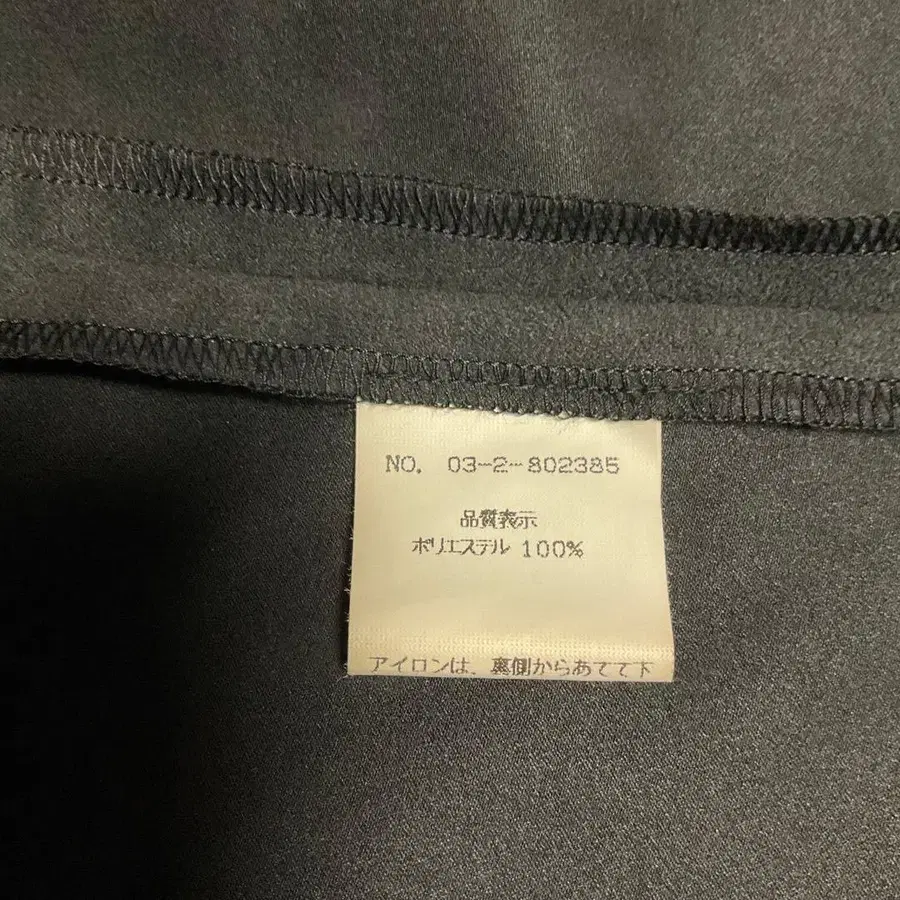 NO. 03-2-802385
品質表示
ポリエステル 100%
アイロンは、裏側からあてて下